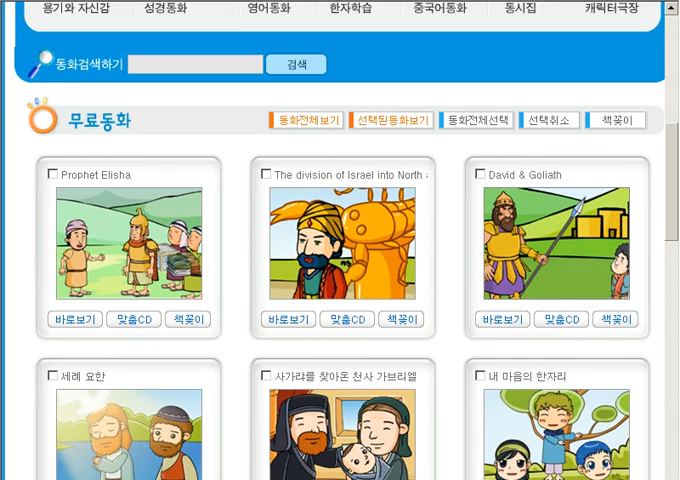 용기와 자신감 성경동화 영어동화 한자학습 중국어동화 동시집 캐릭터극장
동화검색하기 검색
무료동화 동화전체보기 선택된동화보기 동화전체선택 선택취소 책꽂이
Prophet Elisha The division of Israel into North David & Goliath
바로보기 맞춤CD 책꽂이 바로보기 맞춤CD 책꽂이 바로보기 맞춤CD 책꽂이
세례 요한 사가랴를 찾아온 천사 가브리엘 내 마음의 한자리